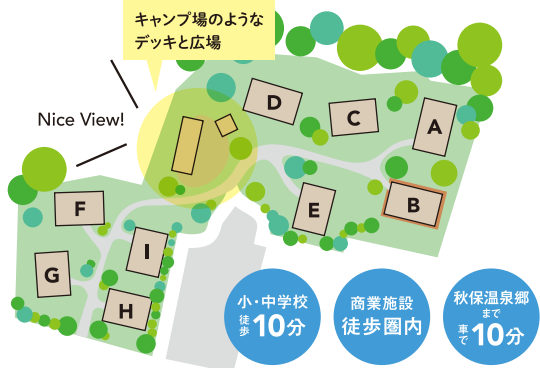 キャンプ場のような
デッキと広場
Nice View!
D
C
A
B
E
F
G
I
H
小・中学校
徒歩10分
商業施設
徒歩圏内
秋保温泉郷
まで
車で10分